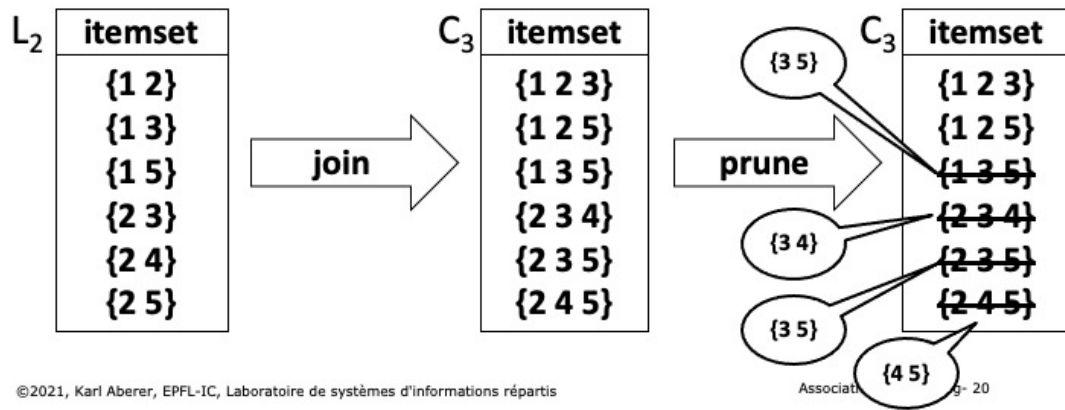 L2 itemset C3 itemset C3 itemset
{1 2} {1 2 3} {3 5} {1 2 3}
{1 3} {1 2 5} {1 2 5}
{1 5} join {1 3 5} prune {1 3 5}
{2 3} {2 3 4} {3 4} {2 3 4}
{2 4} {2 3 5} {2 3 5}
{2 5} {2 4 5} {3 5} {2 4 5}
{4 5}
©2021, Karl Aberer, EPFL-IC, Laboratoire de systèmes d'informations répartis g- 20